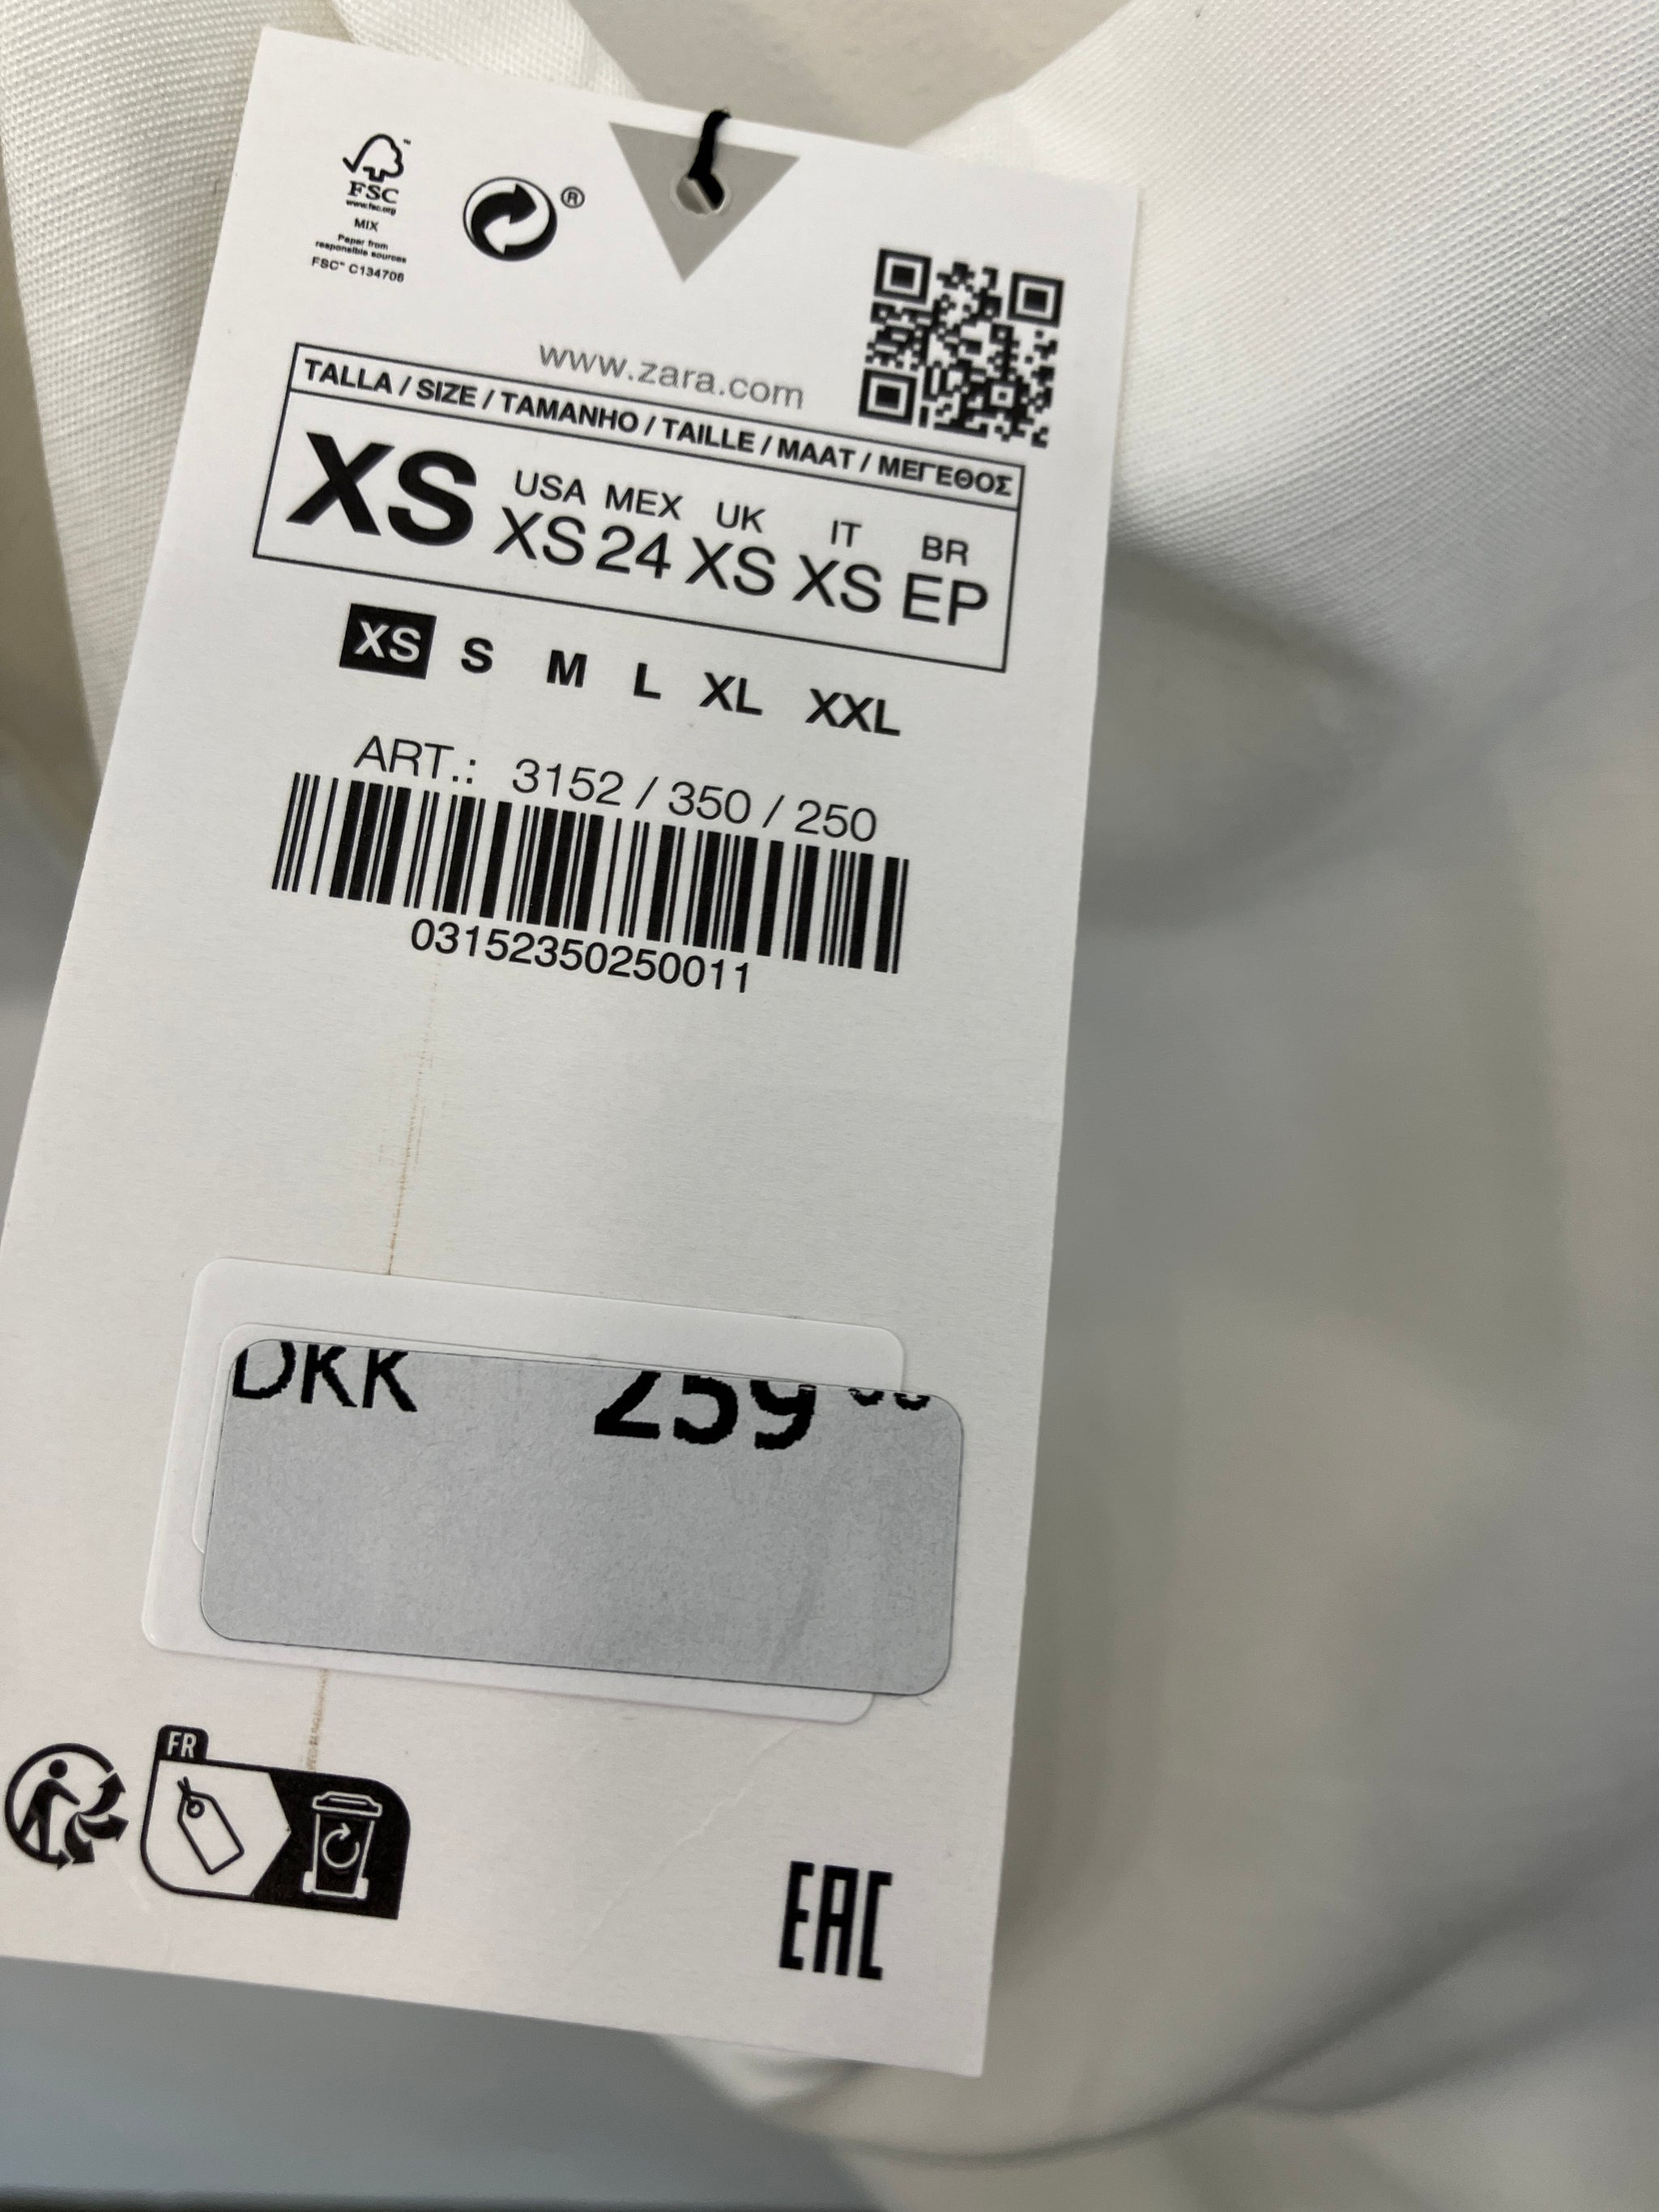 FSC
www.fsc.org
MIX
Paper from
responsible sources
FSC™ C134706
®
www.zara.com
TALLA / SIZE / TAMANHO / TAILLE / MAAT / ΜΕΓΕΘΟΣ
XS
USA MEX UK IT BR
XS 24 XS XS EP
XS S M L XL XXL
ART.: 3152 / 350 / 250
03152350250011
DKK 259
FR
EAC